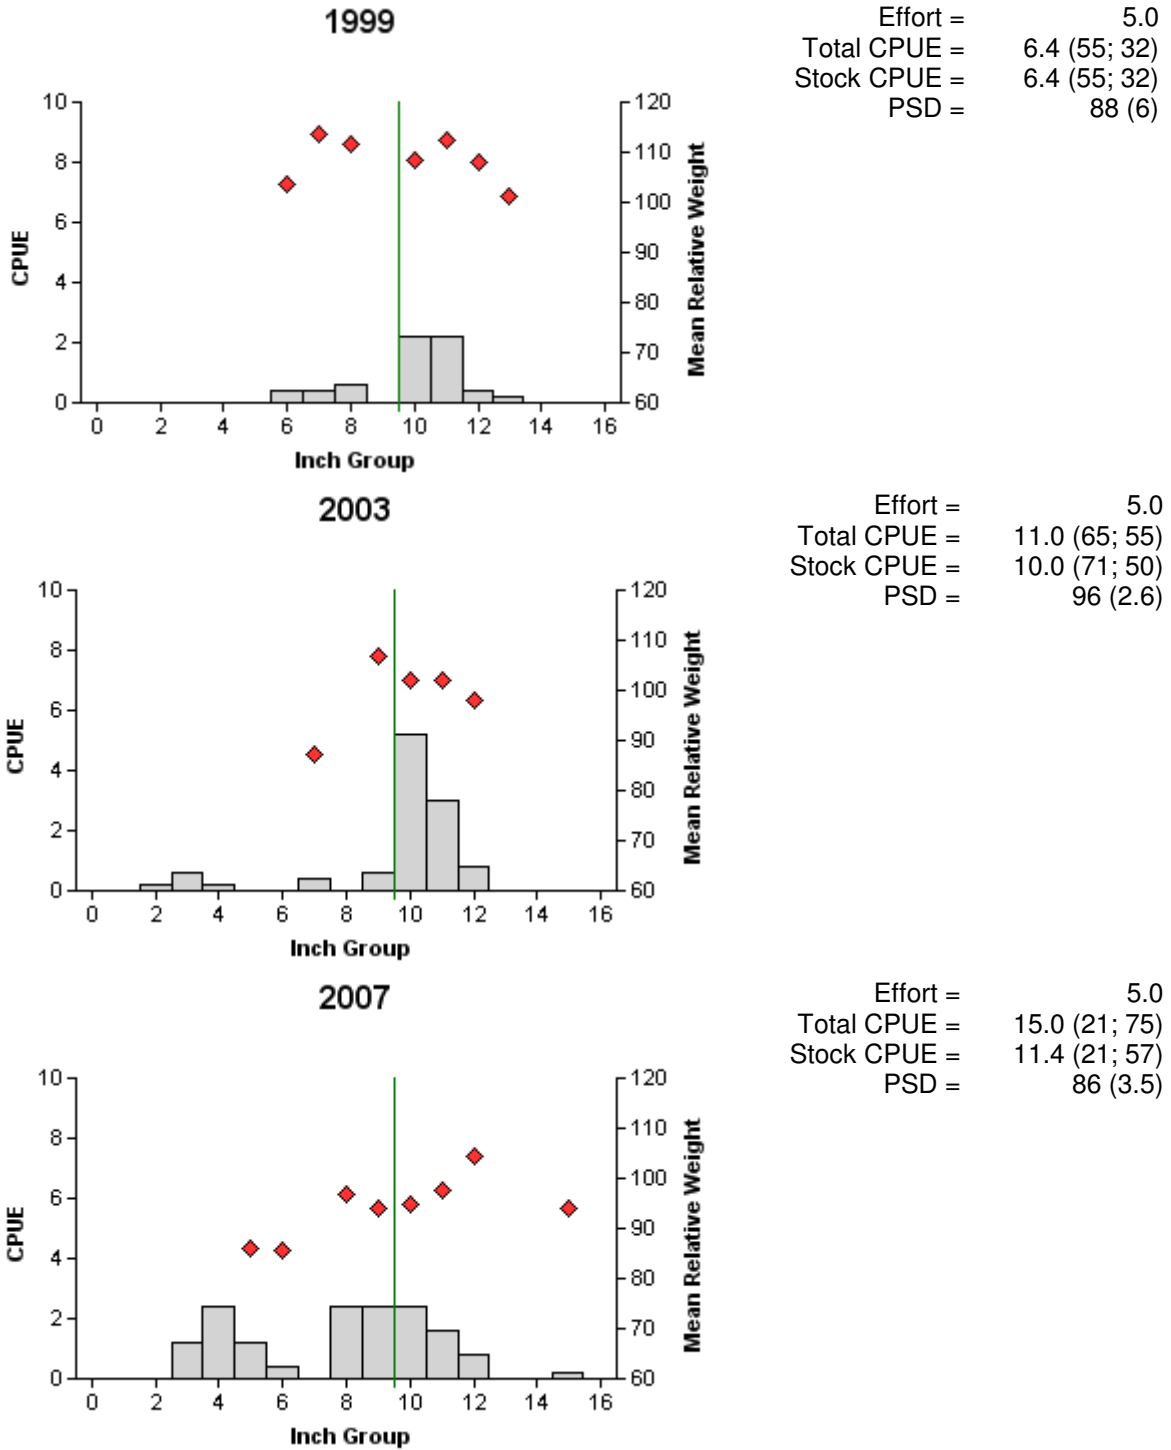 1999
Effort = 5.0
Total CPUE = 6.4 (55; 32)
Stock CPUE = 6.4 (55; 32)
PSD = 88 (6)
10 120
8 110
100
6
90
4
80
2
70
0 60
CPUE
Mean Relative Weight
0 2 4 6 8 10 12 14 16
Inch Group
2003
Effort = 5.0
Total CPUE = 11.0 (65; 55)
Stock CPUE = 10.0 (71; 50)
PSD = 96 (2.6)
10 120
8 110
100
6
90
4
80
2
70
0 60
CPUE
Mean Relative Weight
0 2 4 6 8 10 12 14 16
Inch Group
2007
Effort = 5.0
Total CPUE = 15.0 (21; 75)
Stock CPUE = 11.4 (21; 57)
PSD = 86 (3.5)
10 120
8 110
100
6
90
4
80
2
70
0 60
CPUE
Mean Relative Weight
0 2 4 6 8 10 12 14 16
Inch Group